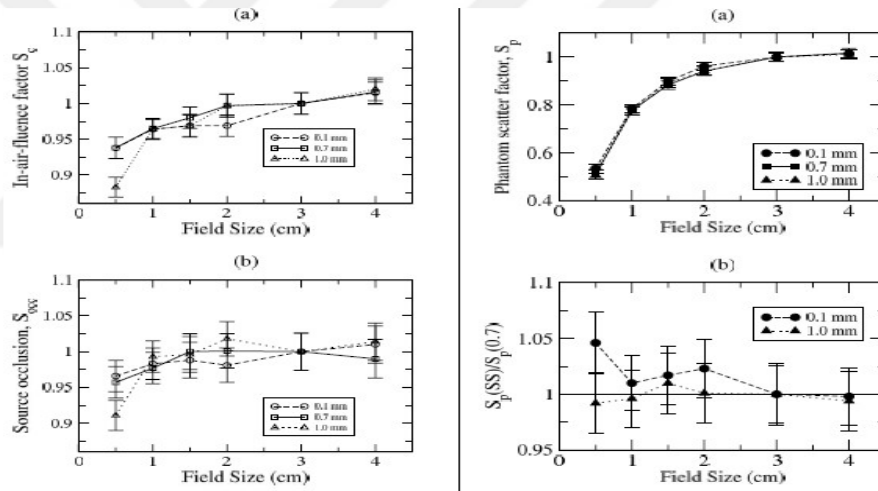 (a)
In-air-fluence factor S_c
1.05
1
0.95
0.9
0.1 mm
0.7 mm
1.0 mm
0 1 2 3 4
Field Size (cm)
(b)
Source occlusion, S_occ
1.1
1.05
1
0.95
0.9
0.1 mm
0.7 mm
1.0 mm
0 1 2 3 4
Field Size (cm)
(a)
Phantom scatter factor, S_p
1
0.8
0.6
0.4
0.1 mm
0.7 mm
1.0 mm
0 1 2 3 4
Field Size (cm)
(b)
S_p(SS)/S_p(0.7)
1.1
1.05
1
0.95
0.1 mm
1.0 mm
0 1 2 3 4
Field Size (cm)